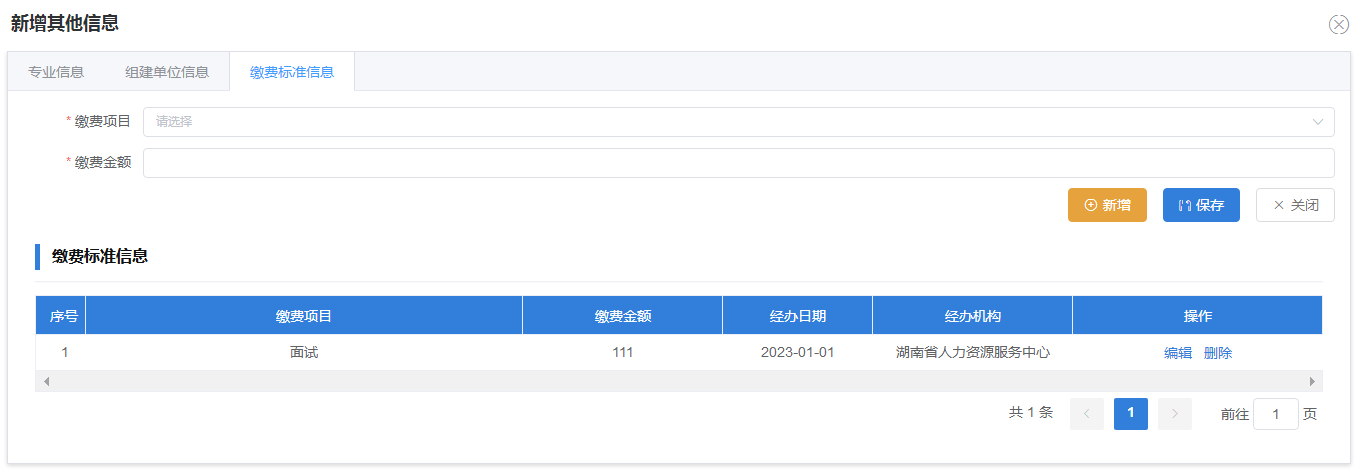 新增其他信息
专业信息 组建单位信息 缴费标准信息
* 缴费项目 请选择
* 缴费金额
新增 保存 关闭
缴费标准信息
序号 缴费项目 缴费金额 经办日期 经办机构 操作
1 面试 111 2023-01-01 湖南省人力资源服务中心 编辑 删除
共 1 条 1 前往 1 页